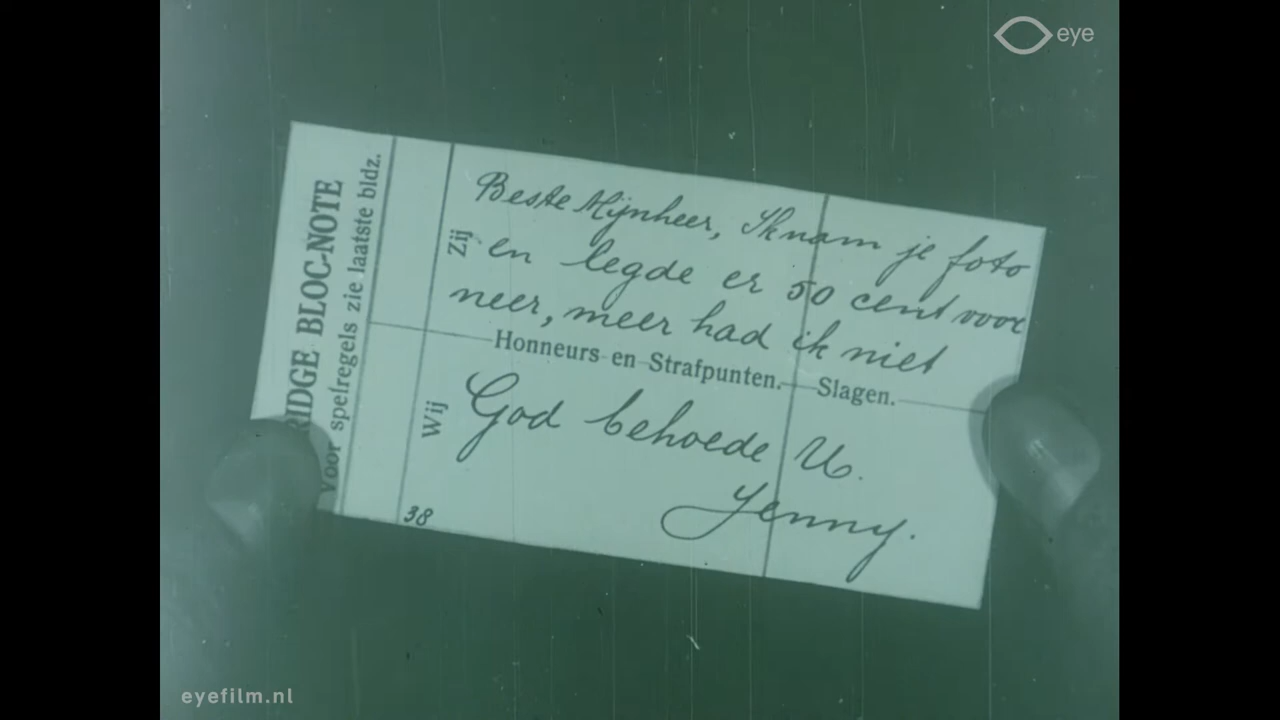 eye
BRIDGE BLOC-NOTE
Voor spelregels zie laatste bldz.
Zij
Beste Mijnheer, Ik nam je foto
en legde er 50 cent voor
neer, meer had ik niet
Honneurs en Strafpunten. Slagen.
Wij
God behoede U.
Jenny.
38
eyefilm.nl